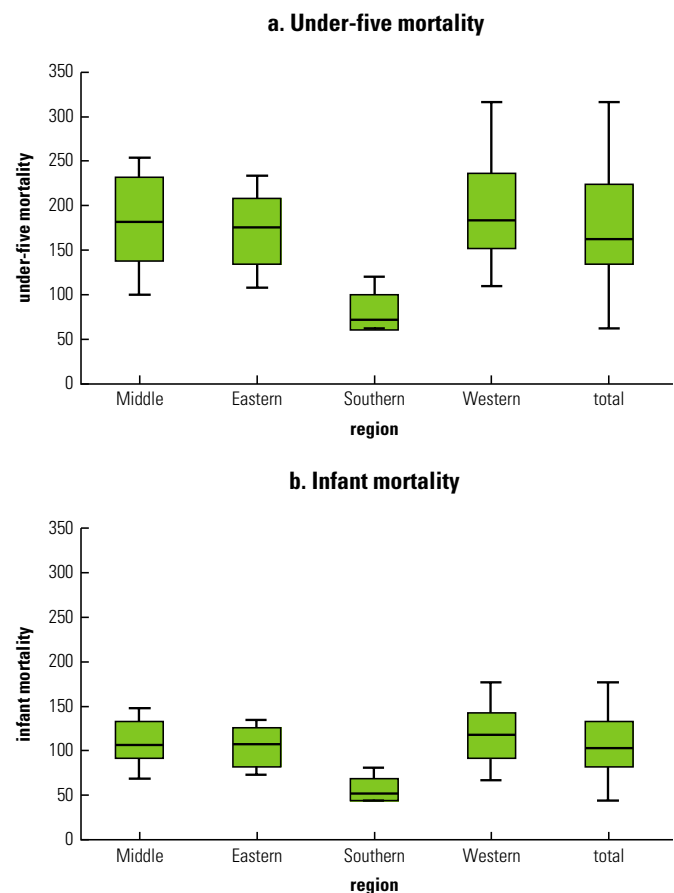 a. Under-five mortality
350
300
250
200
150
100
50
0
under-five mortality
Middle Eastern Southern Western total
region
b. Infant mortality
350
300
250
200
150
100
50
0
infant mortality
Middle Eastern Southern Western total
region